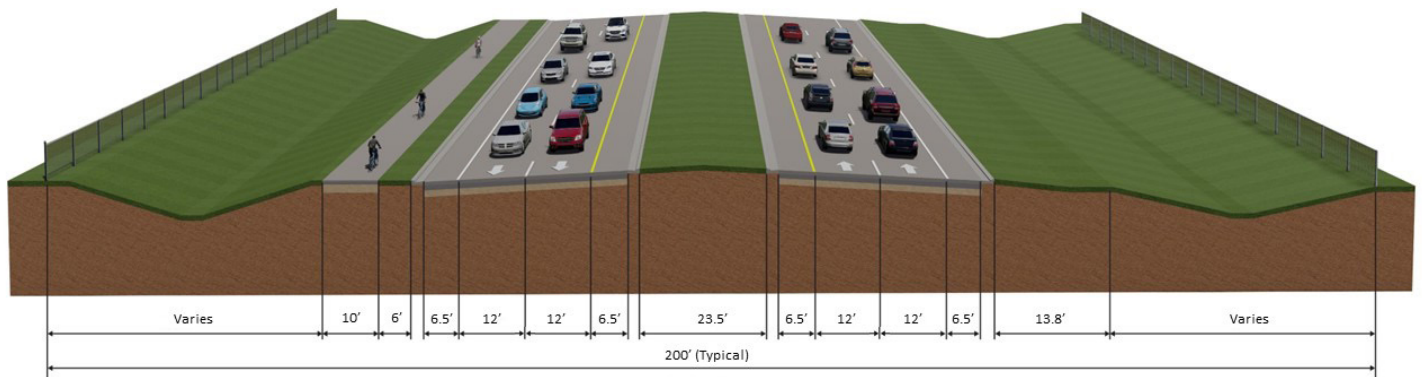 Varies 10’ 6’ 6.5’ 12’ 12’ 6.5’ 23.5’ 6.5’ 12’ 12’ 6.5’ 13.8’ Varies
200’ (Typical)